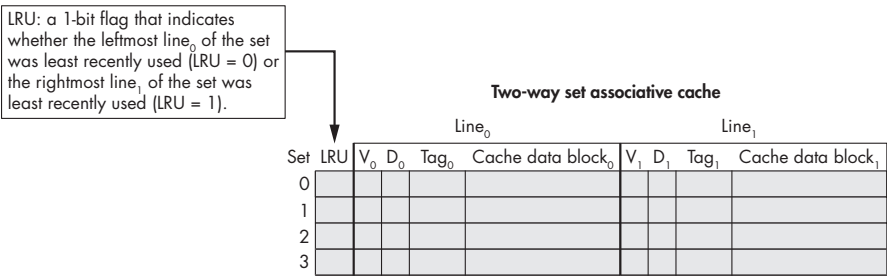 LRU: a 1-bit flag that indicates
whether the leftmost line₀ of the set
was least recently used (LRU = 0) or
the rightmost line₁ of the set was
least recently used (LRU = 1).
Two-way set associative cache
Line₀ Line₁
Set LRU V₀ D₀ Tag₀ Cache data block₀ V₁ D₁ Tag₁ Cache data block₁
0
1
2
3